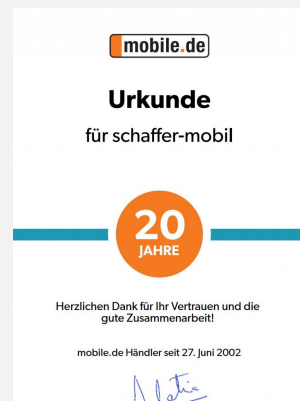 mobile.de
Urkunde
für schaffer-mobil
20
JAHRE
Herzlichen Dank für Ihr Vertrauen und die
gute Zusammenarbeit!
mobile.de Händler seit 27. Juni 2002